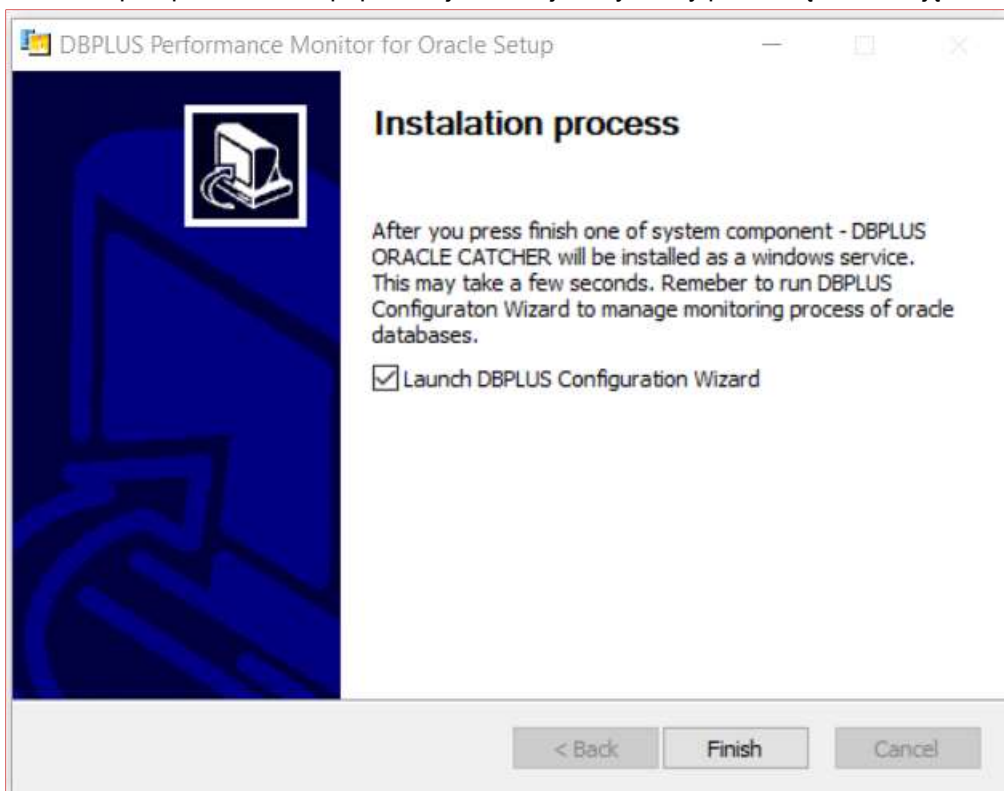 DBPLUS Performance Monitor for Oracle Setup
Instalation process
After you press finish one of system component - DBPLUS
ORACLE CATCHER will be installed as a windows service.
This may take a few seconds. Remeber to run DBPLUS
Configuraton Wizard to manage monitoring process of oracle
databases.
Launch DBPLUS Configuration Wizard
< Back
Finish
Cancel